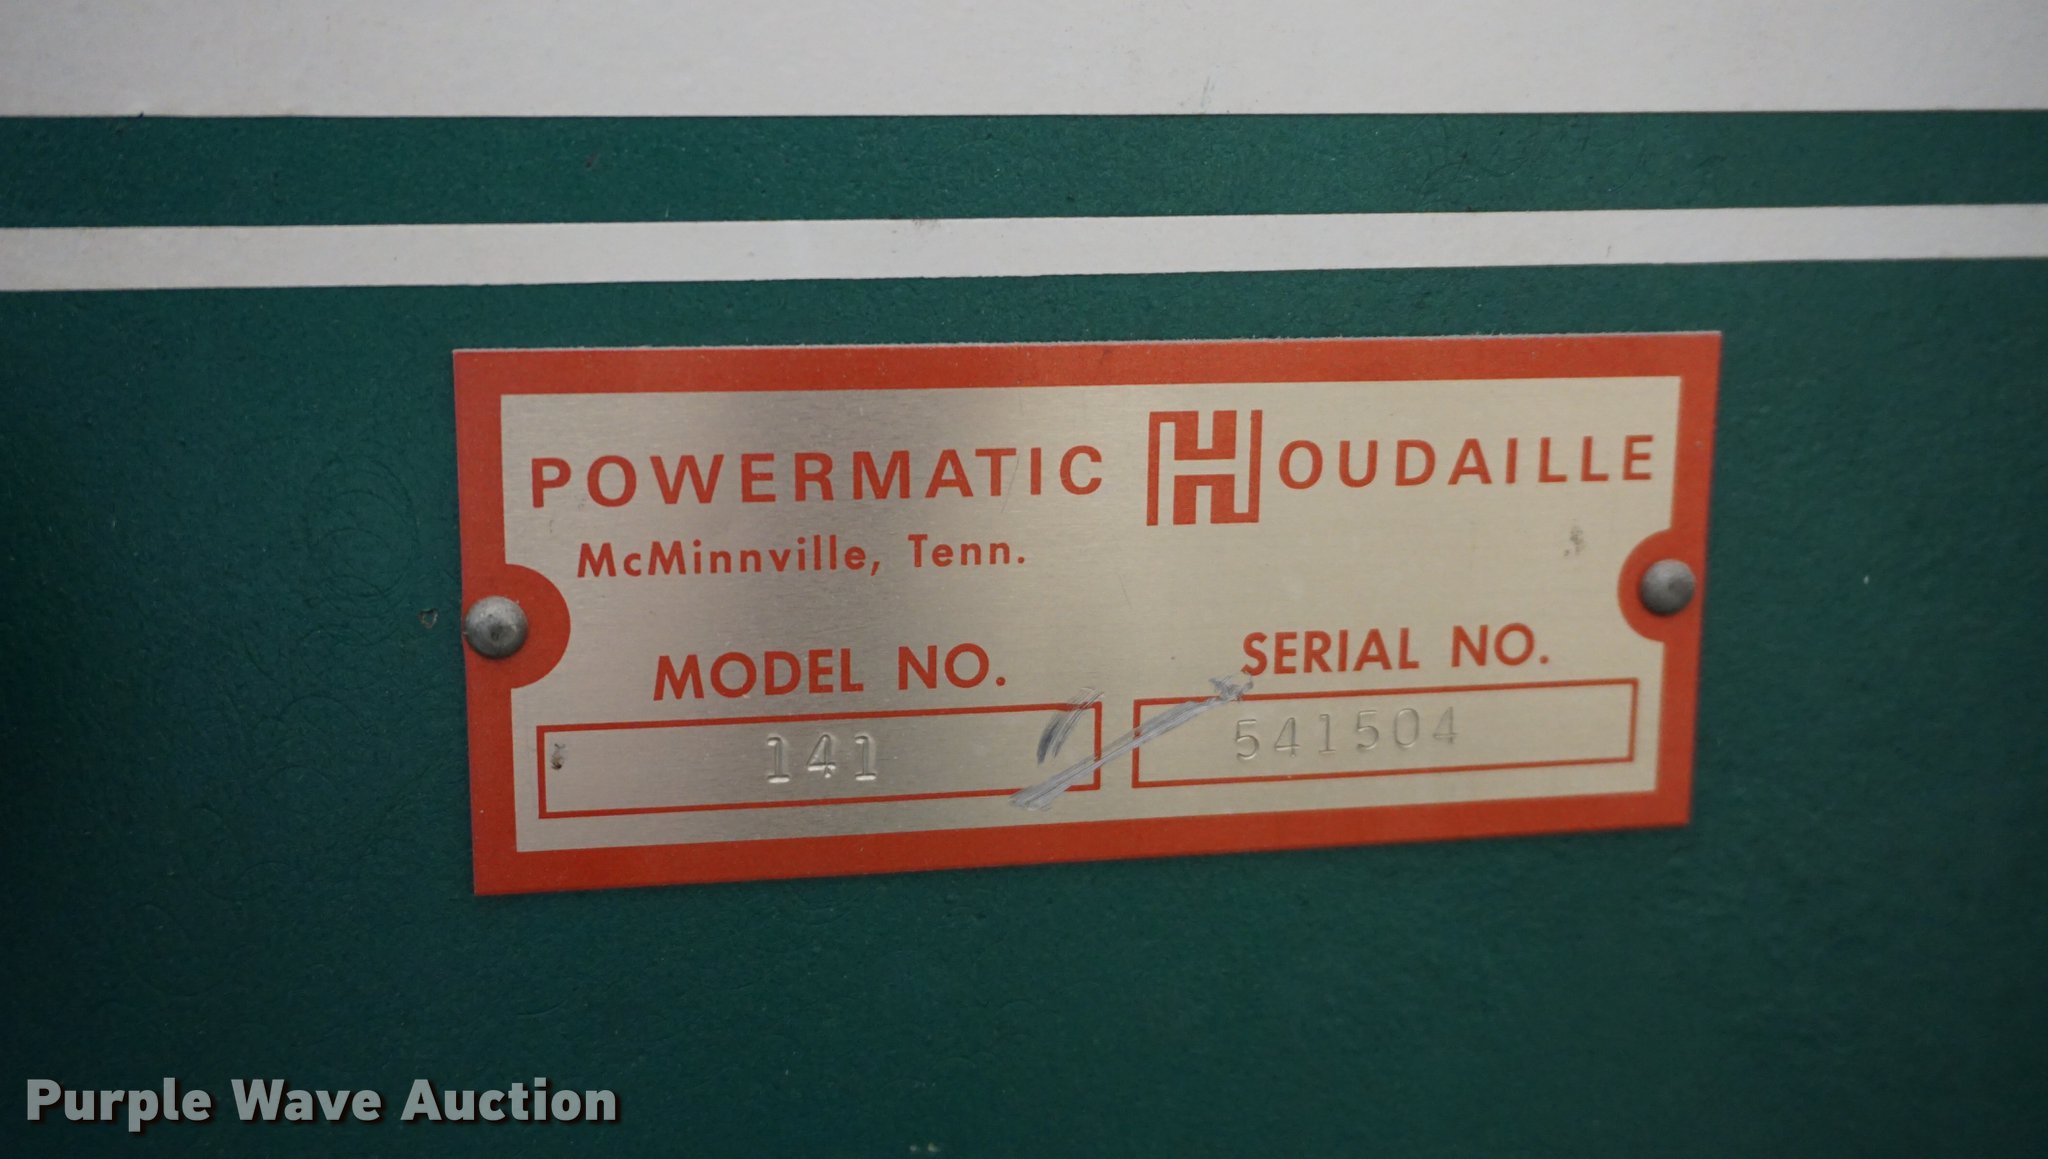 POWERMATIC HOUDAILLE
McMinnville, Tenn.
MODEL NO. SERIAL NO.
141 541504
Purple Wave Auction